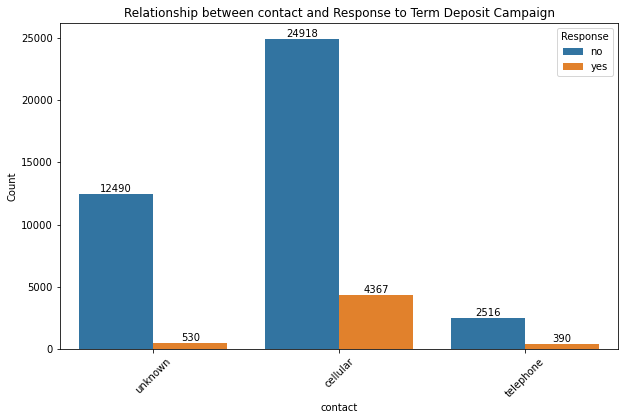 Relationship between contact and Response to Term Deposit Campaign
Response
no
yes
Count
25000
20000
15000
10000
5000
0
12490
530
24918
4367
2516
390
unknown
cellular
telephone
contact